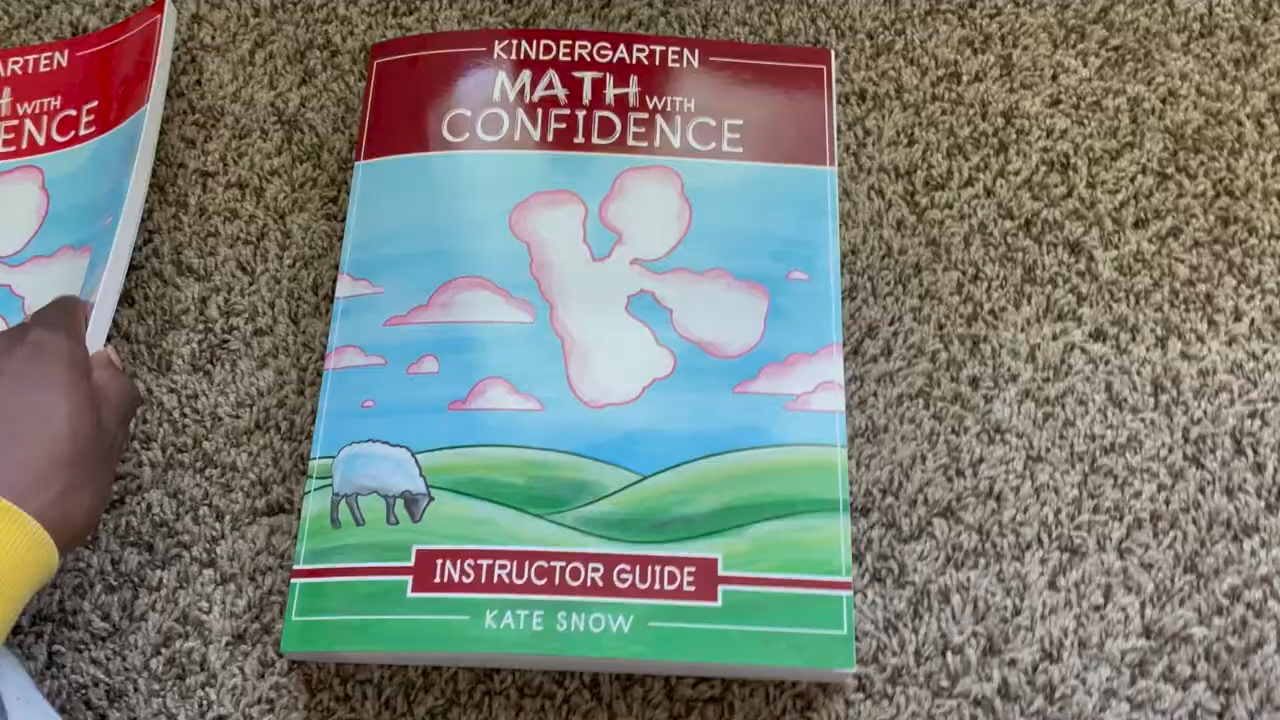 ARTEN
H WITH
ENCE
KINDERGARTEN
MATH WITH
CONFIDENCE
INSTRUCTOR GUIDE
KATE SNOW